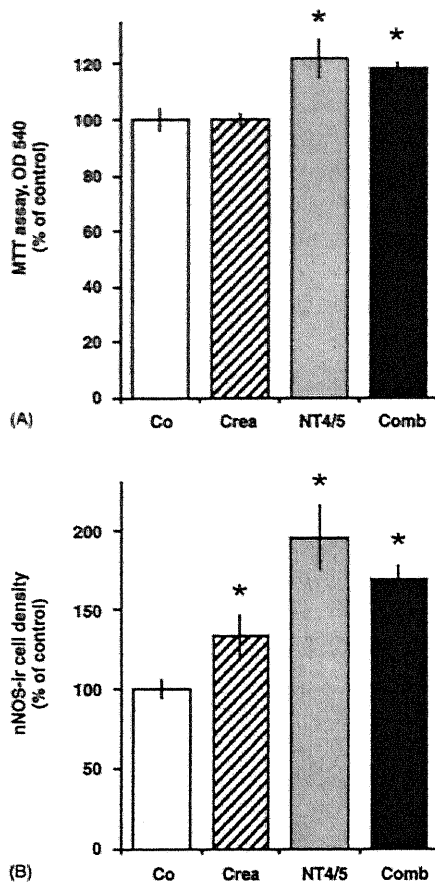 MTT assay, OD 540
(% of control)
120
100
80
60
40
20
0
*
*
(A)
Co
Crea
NT4/5
Comb
nNOS-ir cell density
(% of control)
200
150
100
50
0
*
*
*
(B)
Co
Crea
NT4/5
Comb